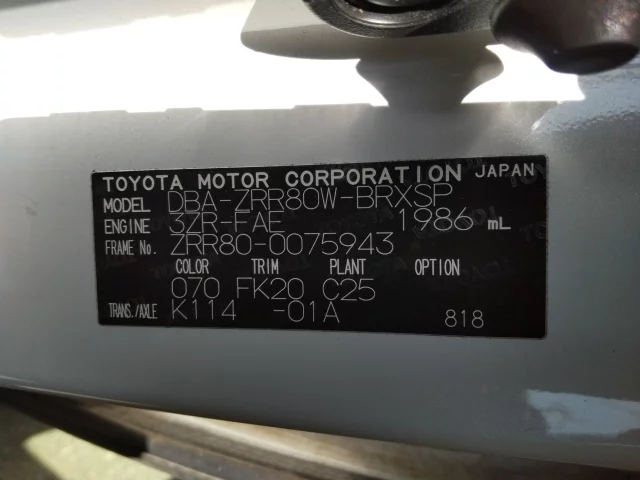 TOYOTA MOTOR CORPORATION JAPAN
MODEL DBA-ZRR80W-BRXSP
ENGINE 3ZR-FAE 1986 mL
FRAME No. ZRR80-0075943
COLOR TRIM PLANT OPTION
070 FK20 C25
TRANS./AXLE K114 -01A 818